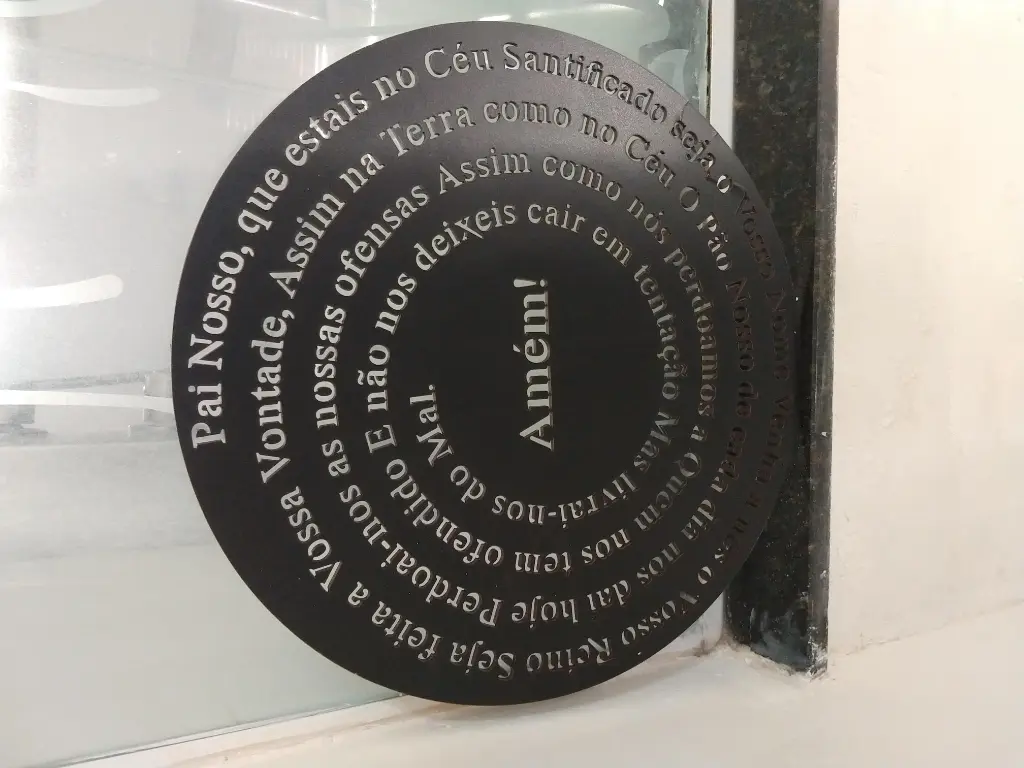 Pai Nosso, que estais no Céu Santificado seja, o Vosso Nome Venha a nós o Vosso Reino Seja feita a Vossa Vontade, Assim na Terra como no Céu O Pão Nosso de Cada dia nos dai hoje Perdoai-nos as nossas ofensas Assim como nós perdoamos a Quem nos tem ofendido E não nos deixeis cair em tentação Mas livrai-nos do Mal.
Amém!